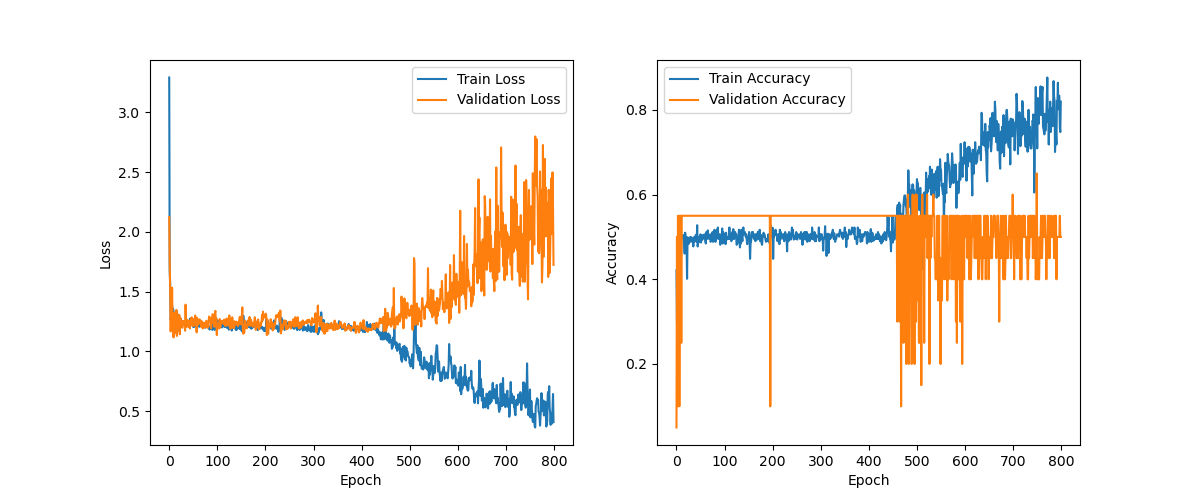 Train Loss
Validation Loss
3.0
2.5
2.0
1.5
1.0
0.5
Loss
0 100 200 300 400 500 600 700 800
Epoch
Train Accuracy
Validation Accuracy
0.8
0.6
0.4
0.2
Accuracy
0 100 200 300 400 500 600 700 800
Epoch